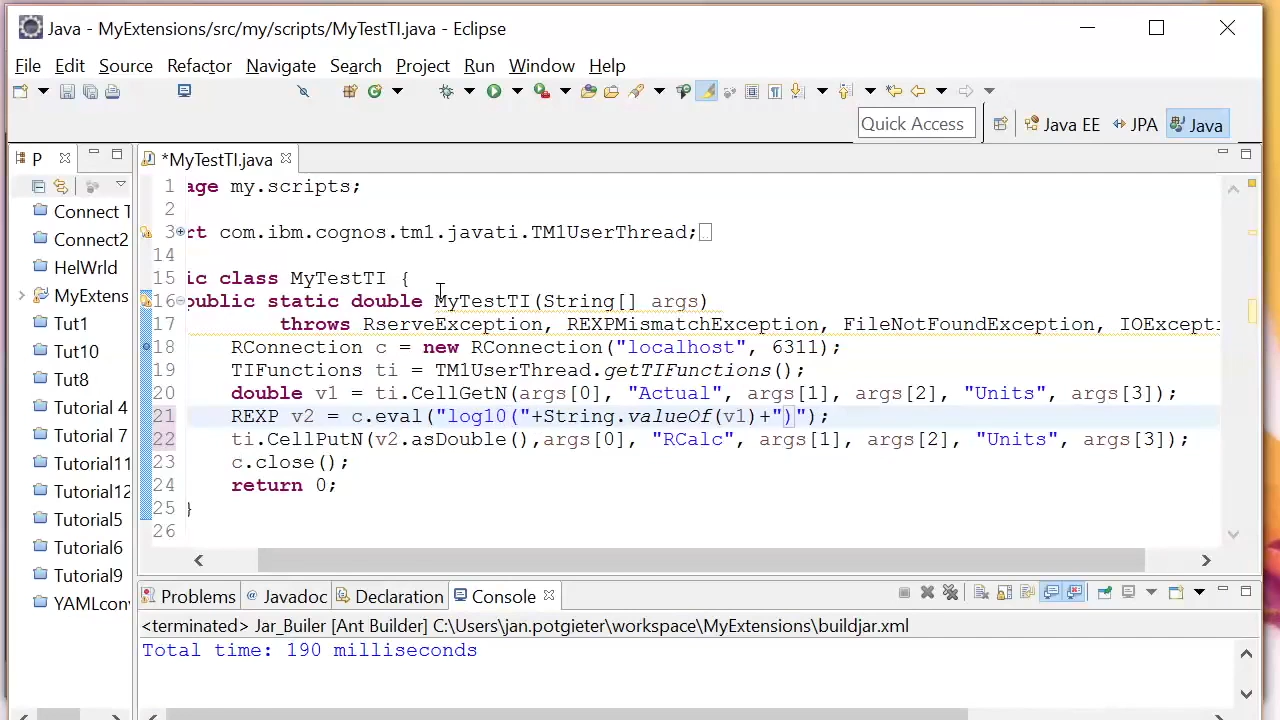 Java - MyExtensions/src/my/scripts/MyTestTI.java - Eclipse
File Edit Source Refactor Navigate Search Project Run Window Help
Quick Access Java EE JPA Java
P *MyTestTI.java
Connect T
Connect2
HelWrld
MyExtens
Tut1
Tut10
Tut8
Tutorial 4
Tutorial 7
Tutorial11
Tutorial12
Tutorial5
Tutorial6
Tutorial9
YAMLconv
1 age my.scripts;
2
3 rt com.ibm.cognos.tm1.javati.TM1UserThread;
14
15 ic class MyTestTI {
16 public static double MyTestTI(String[] args)
17 throws RserveException, REXPMismatchException, FileNotFoundException, IOExcepti
18 RConnection c = new RConnection("localhost", 6311);
19 TIFunctions ti = TM1UserThread.getTIFunctions();
20 double v1 = ti.CellGetN(args[0], "Actual", args[1], args[2], "Units", args[3]);
21 REXP v2 = c.eval("log10("+String.valueOf(v1)+")");
22 ti.CellPutN(v2.asDouble(),args[0], "RCalc", args[1], args[2], "Units", args[3]);
23 c.close();
24 return 0;
25 }
26
Problems Javadoc Declaration Console
<terminated> Jar_Builer [Ant Builder] C:\Users\jan.potgieter\workspace\MyExtensions\buildjar.xml
Total time: 190 milliseconds